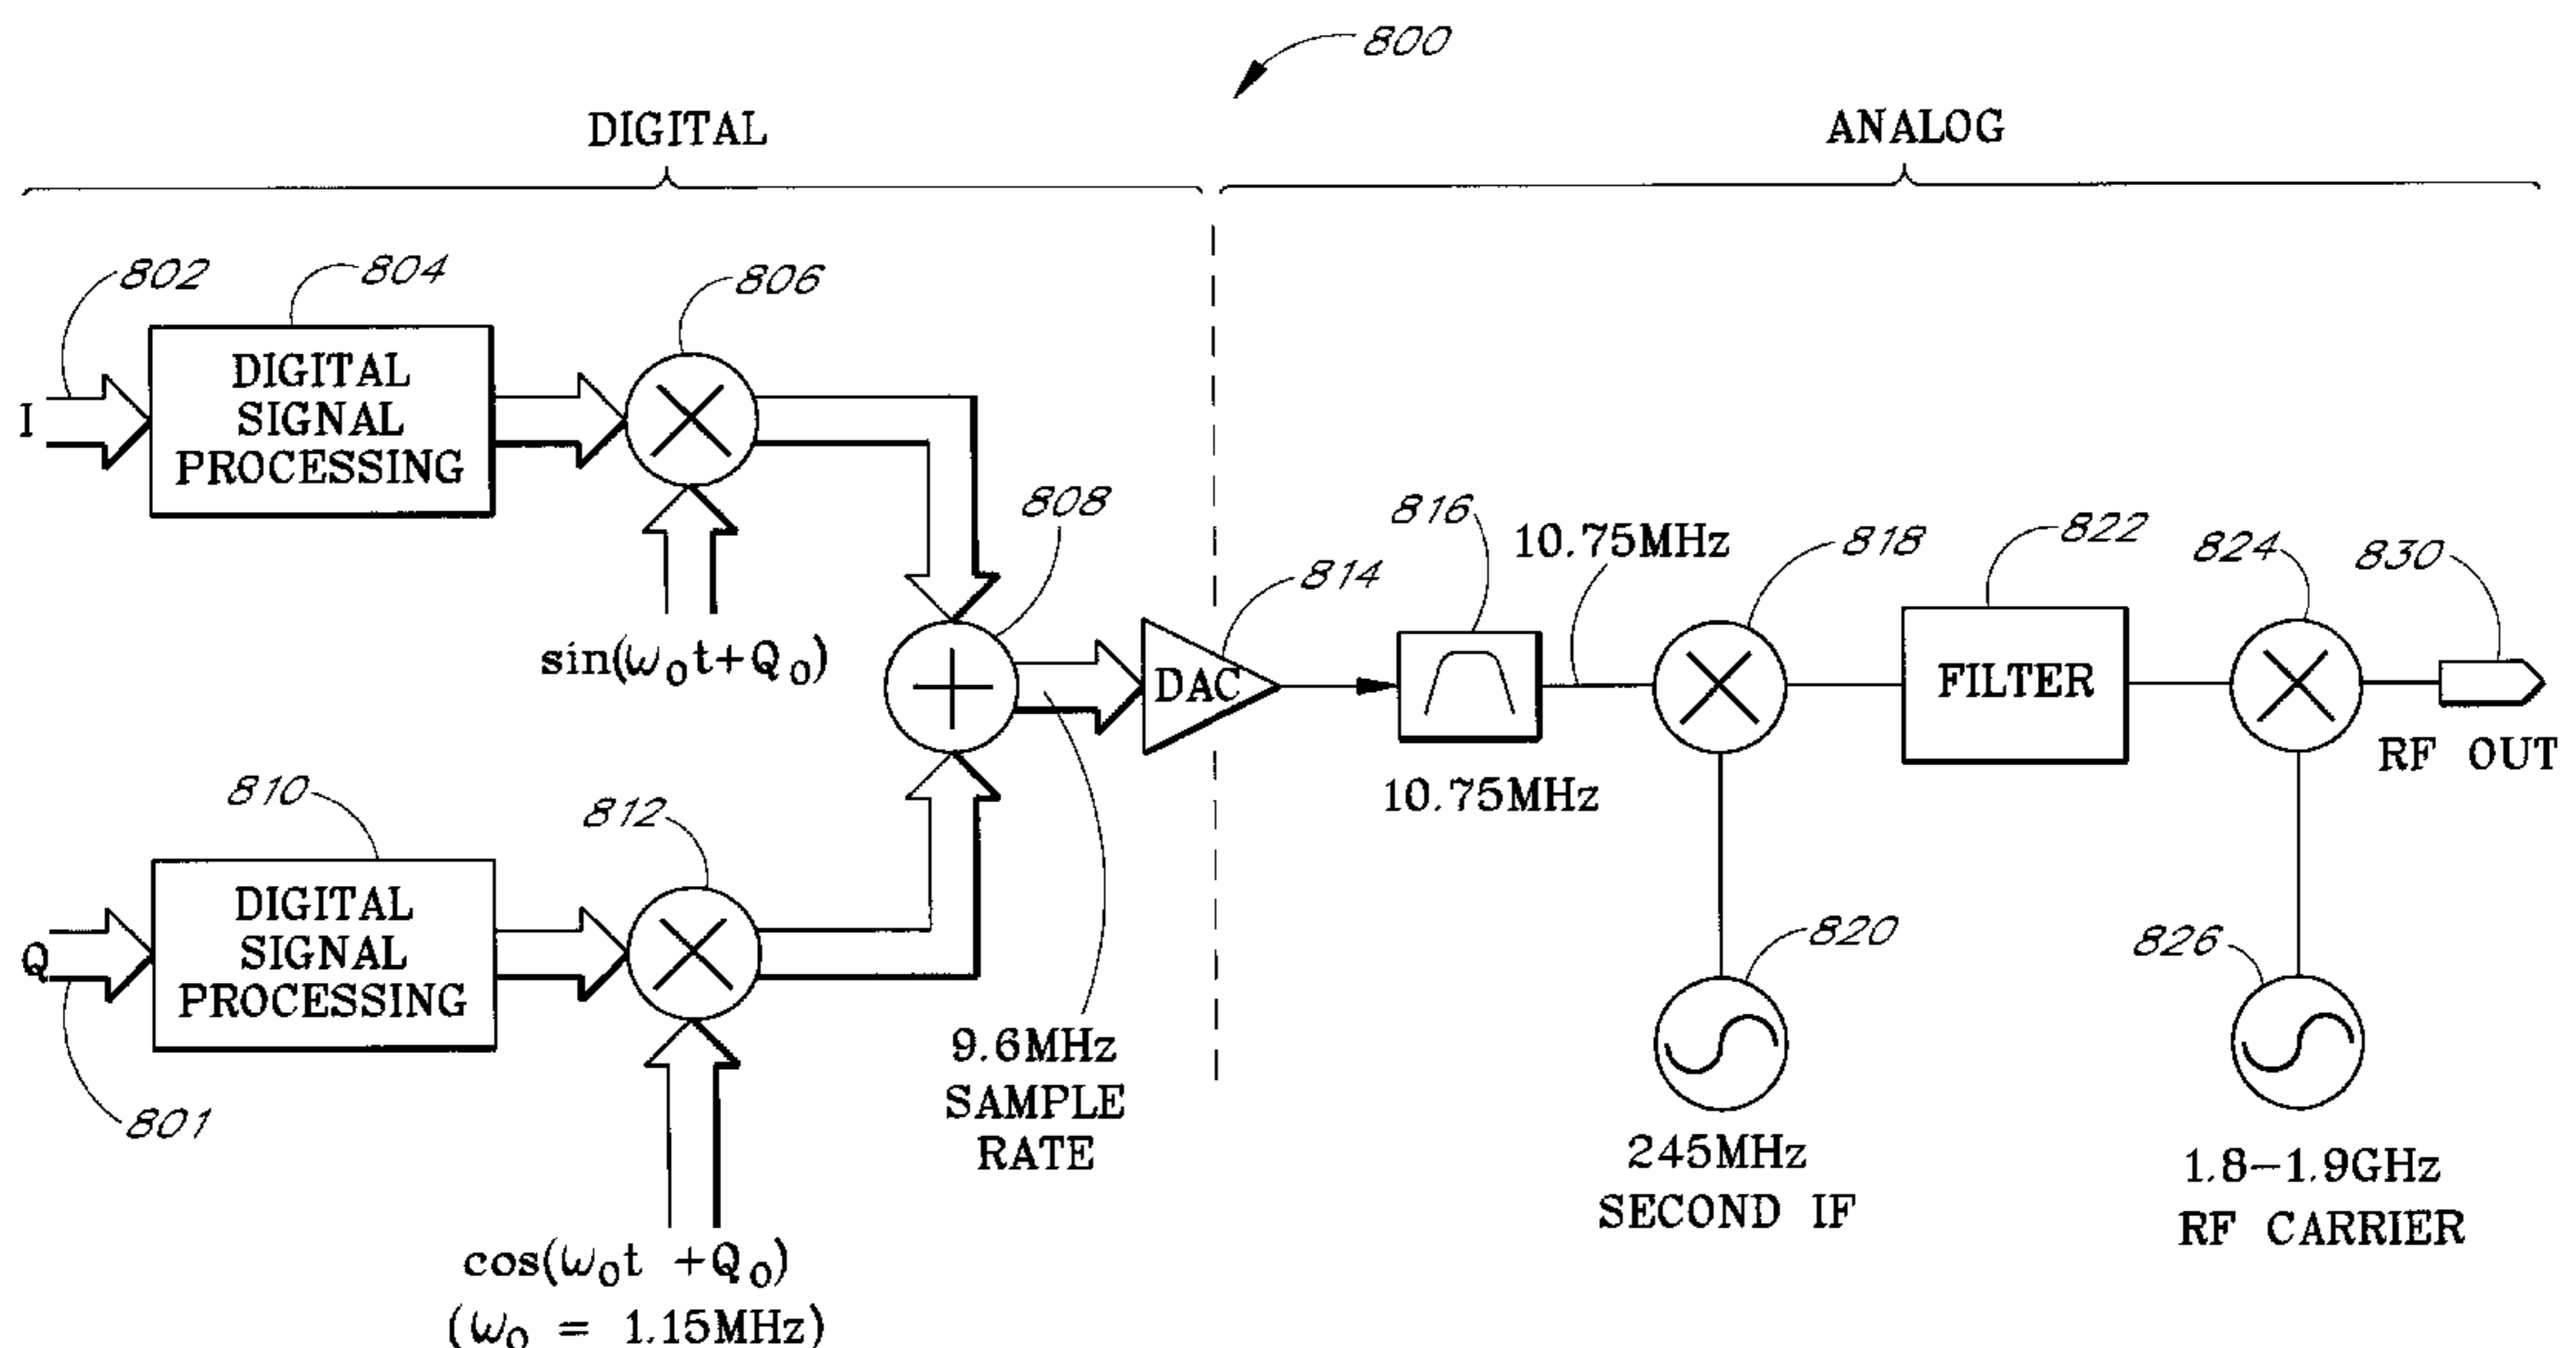 800
DIGITAL
ANALOG
802
804
806
I
DIGITAL
SIGNAL
PROCESSING
sin(ω₀t+Q₀)
808
814
816
10.75MHz
818
822
824
830
DAC
FILTER
10.75MHz
RF OUT
810
812
Q
DIGITAL
SIGNAL
PROCESSING
801
9.6MHz
SAMPLE
RATE
820
826
245MHz
SECOND IF
1.8–1.9GHz
RF CARRIER
cos(ω₀t +Q₀)
(ω₀ = 1.15MHz)